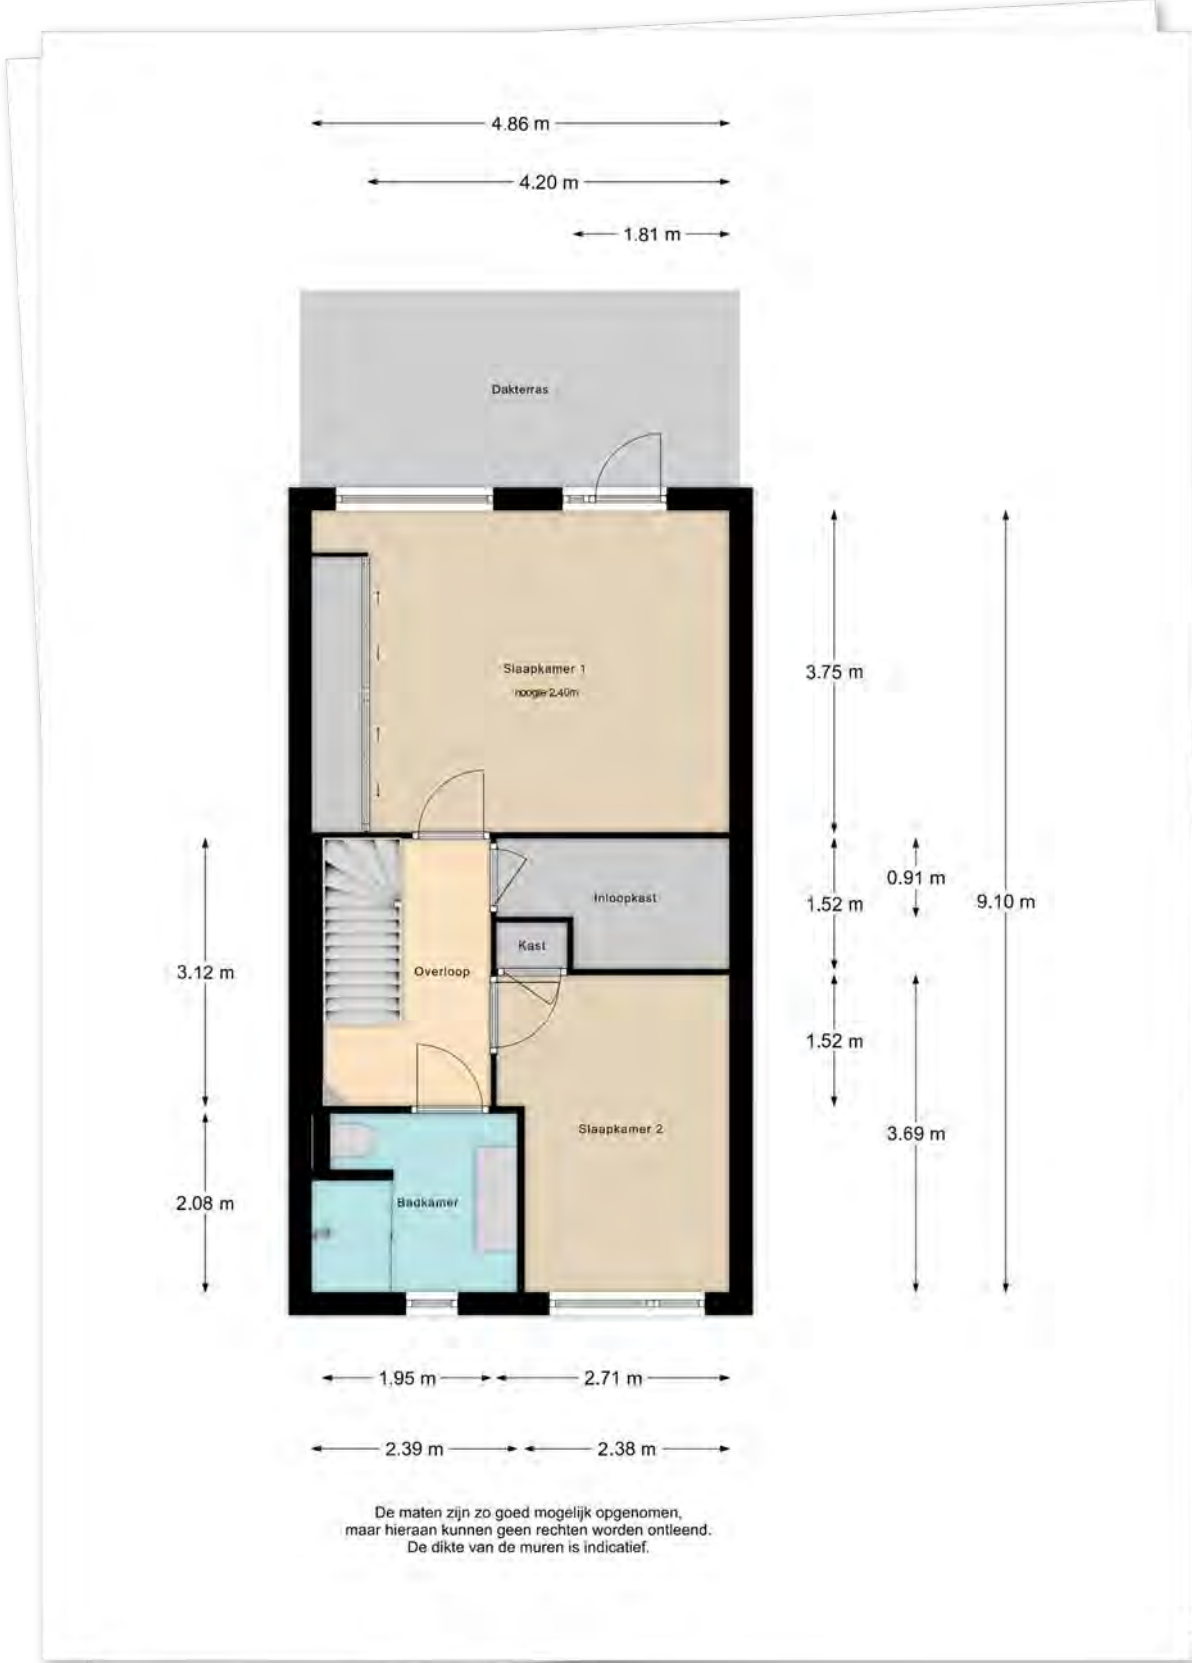 4.86 m
4.20 m
1.81 m
Dakterras
Slaapkamer 1
hoogte 2.40m
3.75 m
0.91 m
1.52 m
9.10 m
Inloopkast
Kast
Overloop
3.12 m
1.52 m
Slaapkamer 2
3.69 m
Badkamer
2.08 m
1.95 m
2.71 m
2.39 m
2.38 m
De maten zijn zo goed mogelijk opgenomen,
maar hieraan kunnen geen rechten worden ontleend.
De dikte van de muren is indicatief.